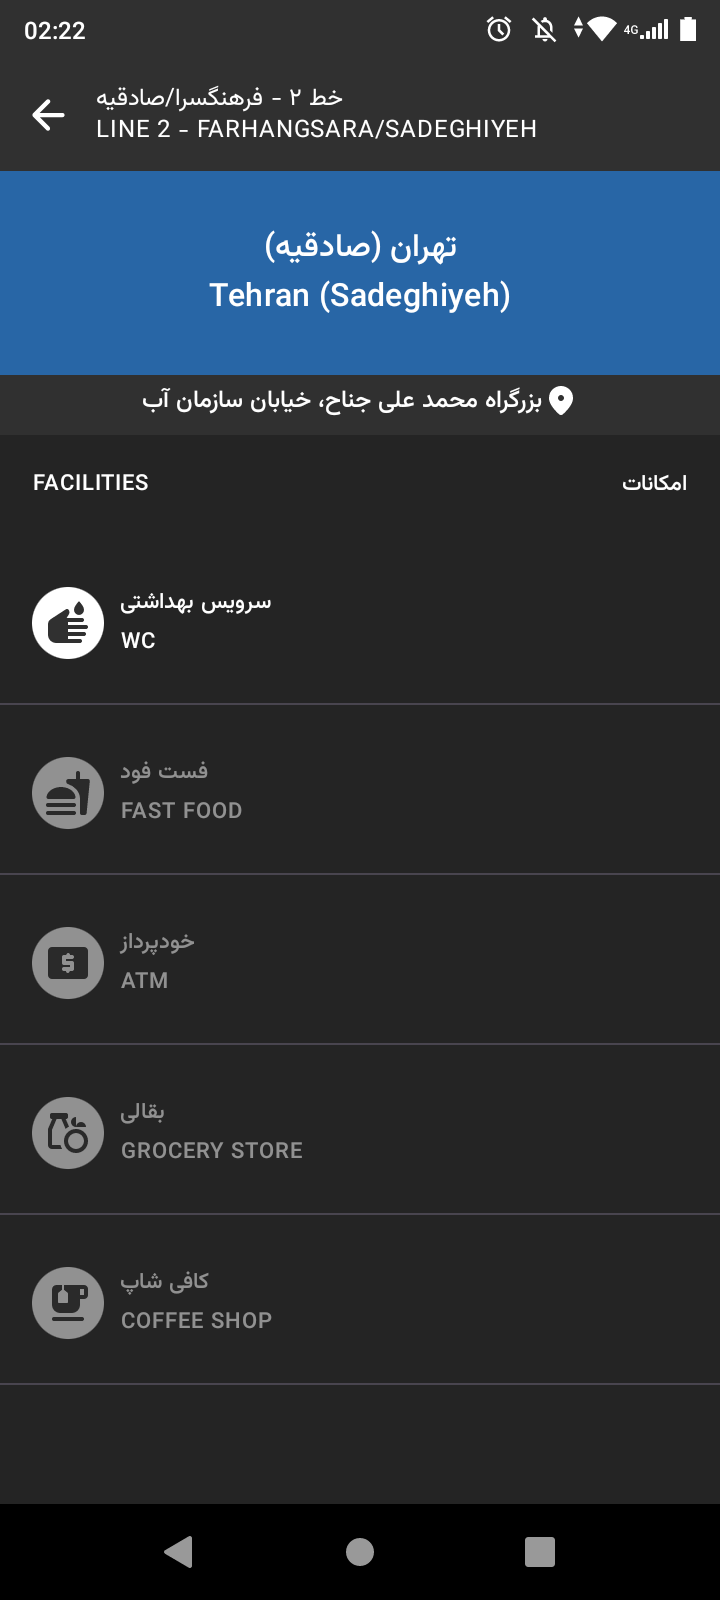 02:22
4G
خط ۲ - فرهنگسرا/صادقیه
LINE 2 - FARHANGSARA/SADEGHIYEH
تهران (صادقیه)
Tehran (Sadeghiyeh)
بزرگراه محمد علی جناح، خیابان سازمان آب
FACILITIES
امکانات
سرویس بهداشتی
WC
فست فود
FAST FOOD
خودپرداز
ATM
بقالی
GROCERY STORE
کافی شاپ
COFFEE SHOP